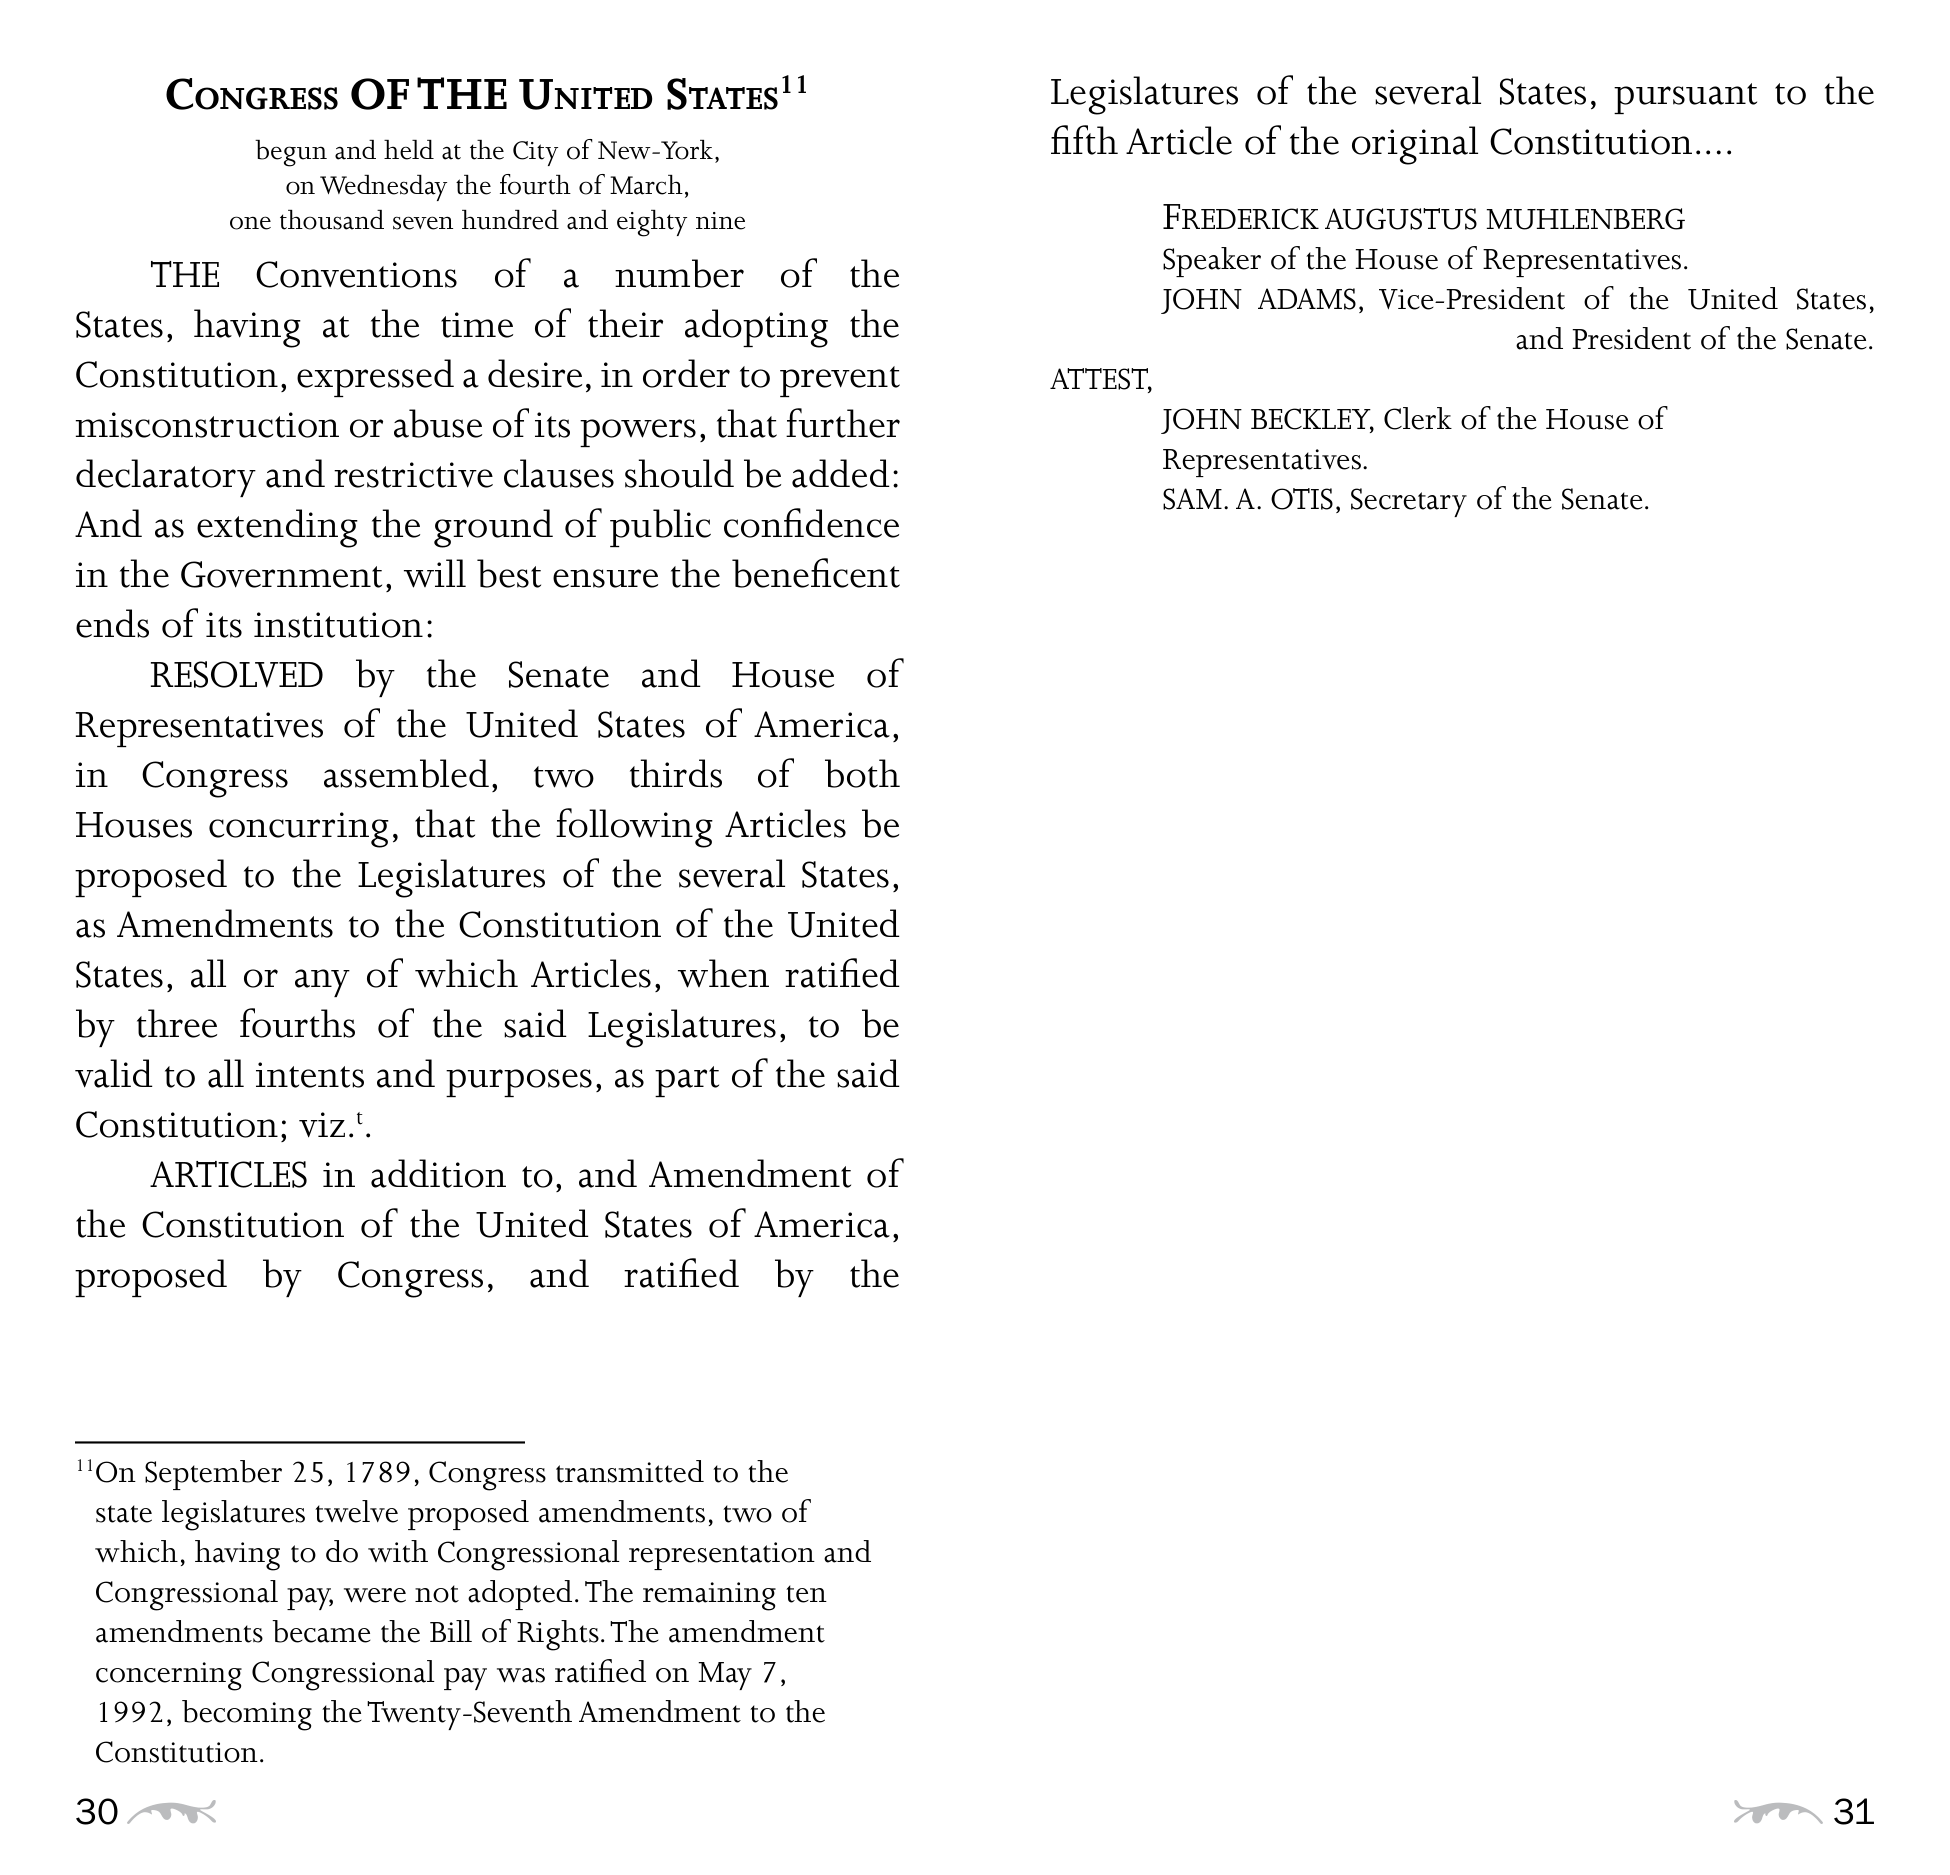 Congress OF THE United States¹¹
begun and held at the City of New-York,
on Wednesday the fourth of March,
one thousand seven hundred and eighty nine
THE Conventions of a number of the
States, having at the time of their adopting the
Constitution, expressed a desire, in order to prevent
misconstruction or abuse of its powers, that further
declaratory and restrictive clauses should be added:
And as extending the ground of public confidence
in the Government, will best ensure the beneficent
ends of its institution:
RESOLVED by the Senate and House of
Representatives of the United States of America,
in Congress assembled, two thirds of both
Houses concurring, that the following Articles be
proposed to the Legislatures of the several States,
as Amendments to the Constitution of the United
States, all or any of which Articles, when ratified
by three fourths of the said Legislatures, to be
valid to all intents and purposes, as part of the said
Constitution; viz.ᵗ.
ARTICLES in addition to, and Amendment of
the Constitution of the United States of America,
proposed by Congress, and ratified by the
¹¹On September 25, 1789, Congress transmitted to the
state legislatures twelve proposed amendments, two of
which, having to do with Congressional representation and
Congressional pay, were not adopted. The remaining ten
amendments became the Bill of Rights. The amendment
concerning Congressional pay was ratified on May 7,
1992, becoming the Twenty-Seventh Amendment to the
Constitution.
30
Legislatures of the several States, pursuant to the
fifth Article of the original Constitution....
FREDERICK AUGUSTUS MUHLENBERG
Speaker of the House of Representatives.
JOHN ADAMS, Vice-President of the United States,
and President of the Senate.
ATTEST,
JOHN BECKLEY, Clerk of the House of
Representatives.
SAM. A. OTIS, Secretary of the Senate.
31